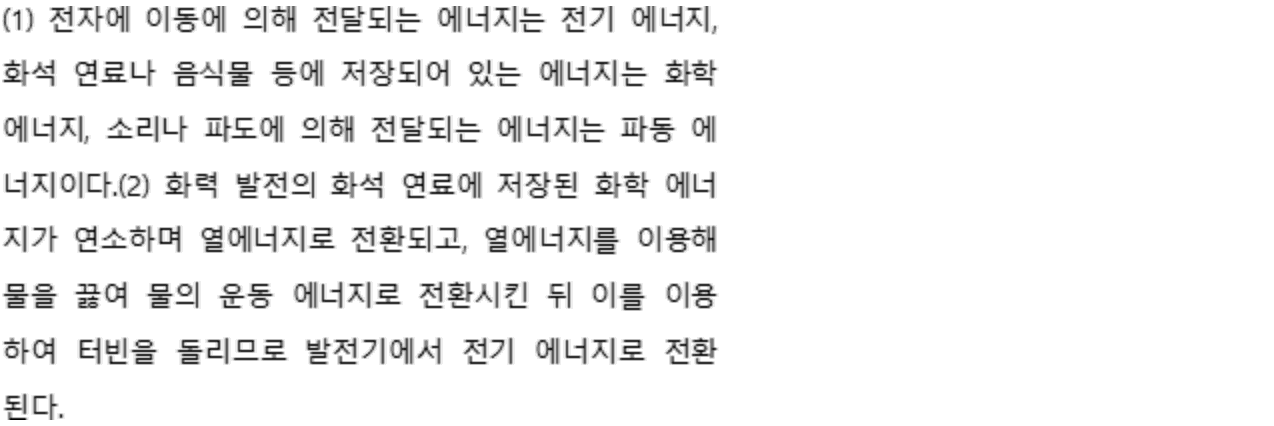 (1) 전자에 이동에 의해 전달되는 에너지는 전기 에너지,
화석 연료나 음식물 등에 저장되어 있는 에너지는 화학
에너지, 소리나 파도에 의해 전달되는 에너지는 파동 에
너지이다.(2) 화력 발전의 화석 연료에 저장된 화학 에너
지가 연소하며 열에너지로 전환되고, 열에너지를 이용해
물을 끓여 물의 운동 에너지로 전환시킨 뒤 이를 이용
하여 터빈을 돌리므로 발전기에서 전기 에너지로 전환
된다.